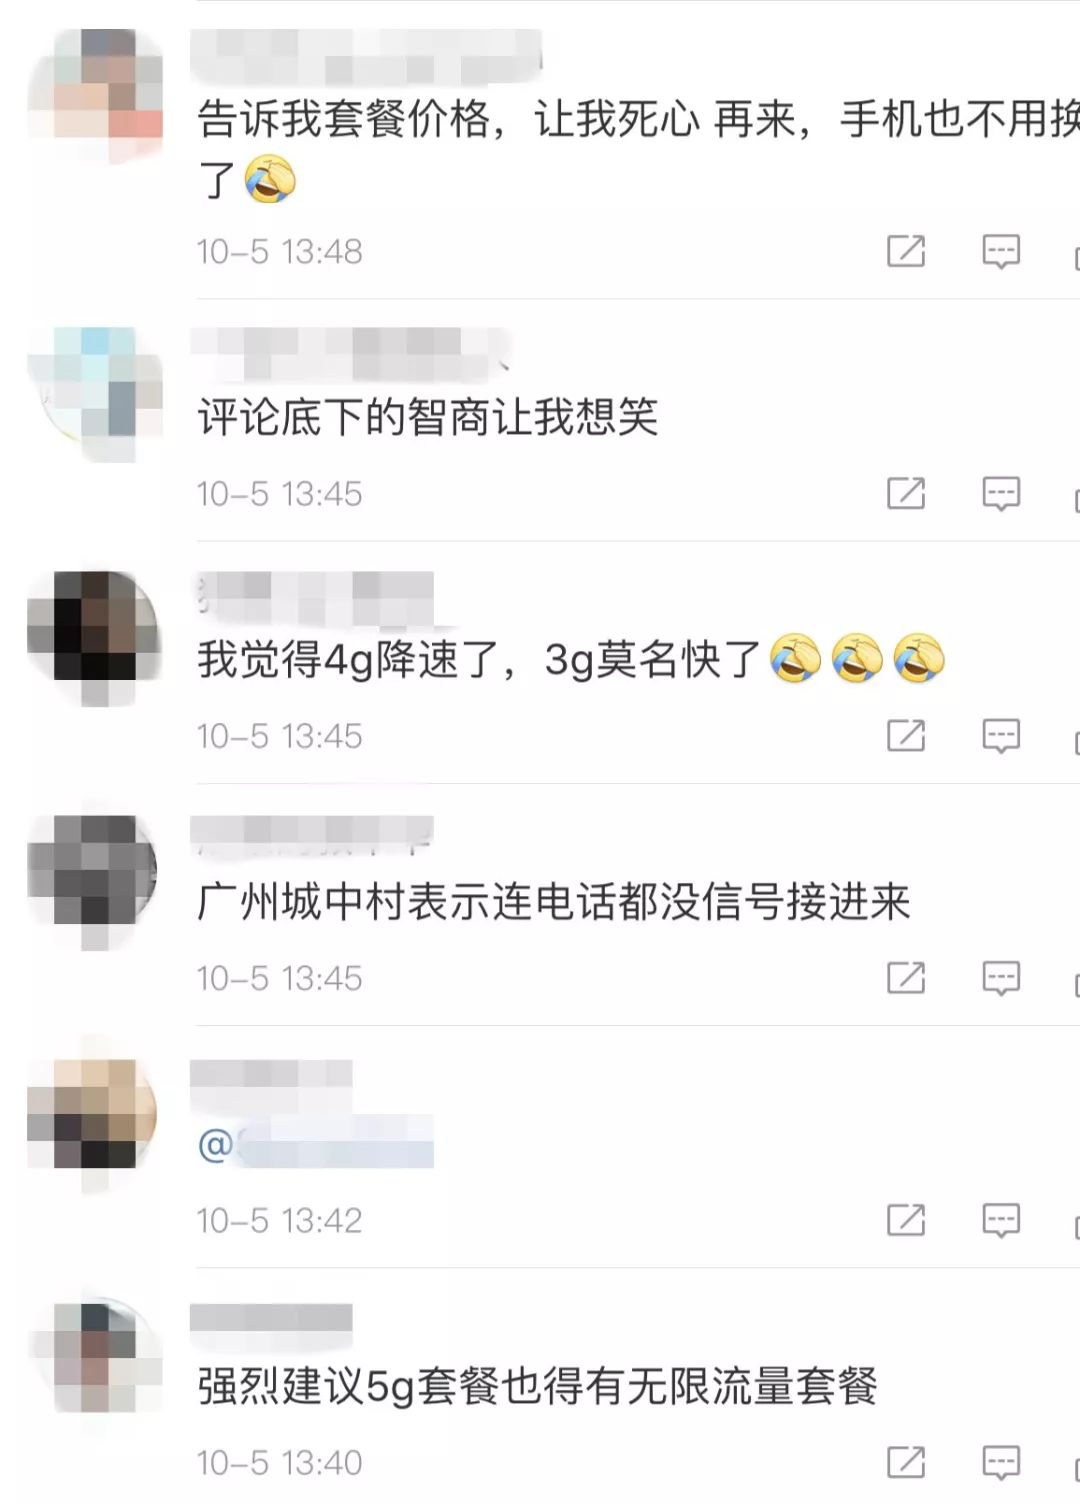 告诉我套餐价格，让我死心 再来，手机也不用换
了
10-5 13:48
评论底下的智商让我想笑
10-5 13:45
我觉得4g降速了，3g莫名快了
10-5 13:45
广州城中村表示连电话都没信号接进来
10-5 13:45
@
10-5 13:42
强烈建议5g套餐也得有无限流量套餐
10-5 13:40